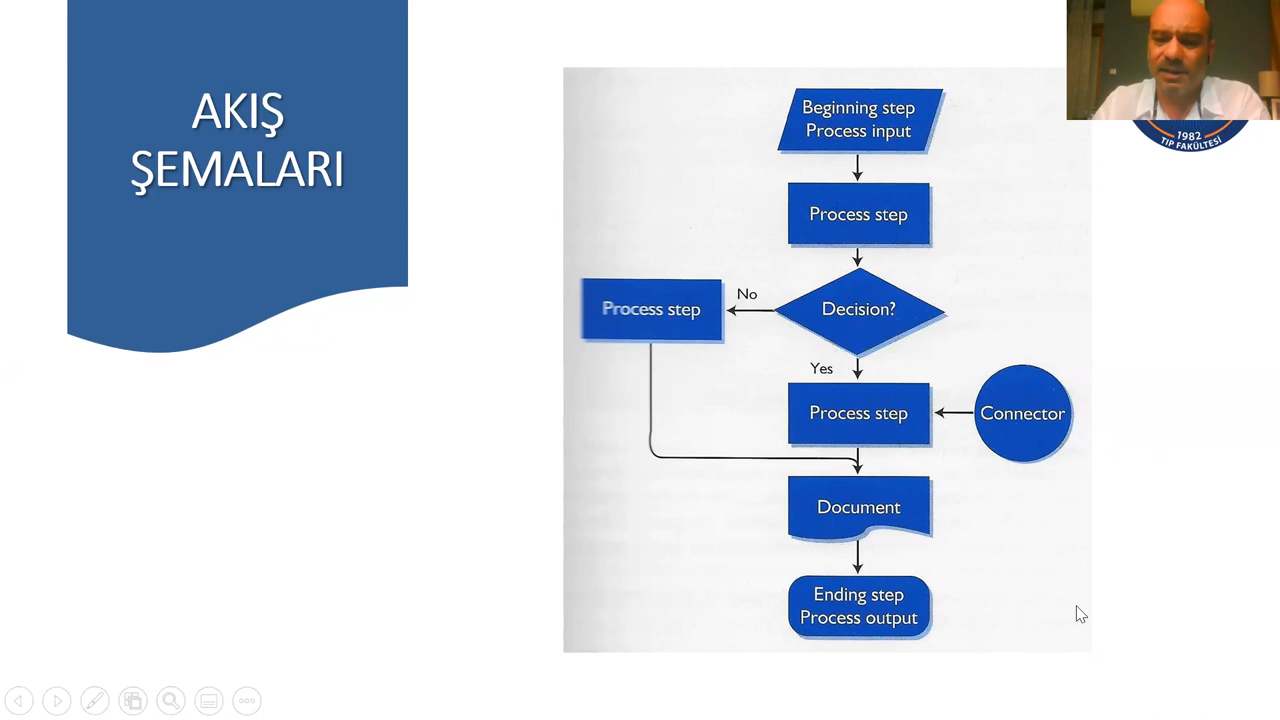 AKIŞ
ŞEMALARI
Beginning step
Process input
Process step
Decision?
No
Process step
Yes
Process step
Connector
Document
Ending step
Process output
1982
TIP FAKÜLTESİ